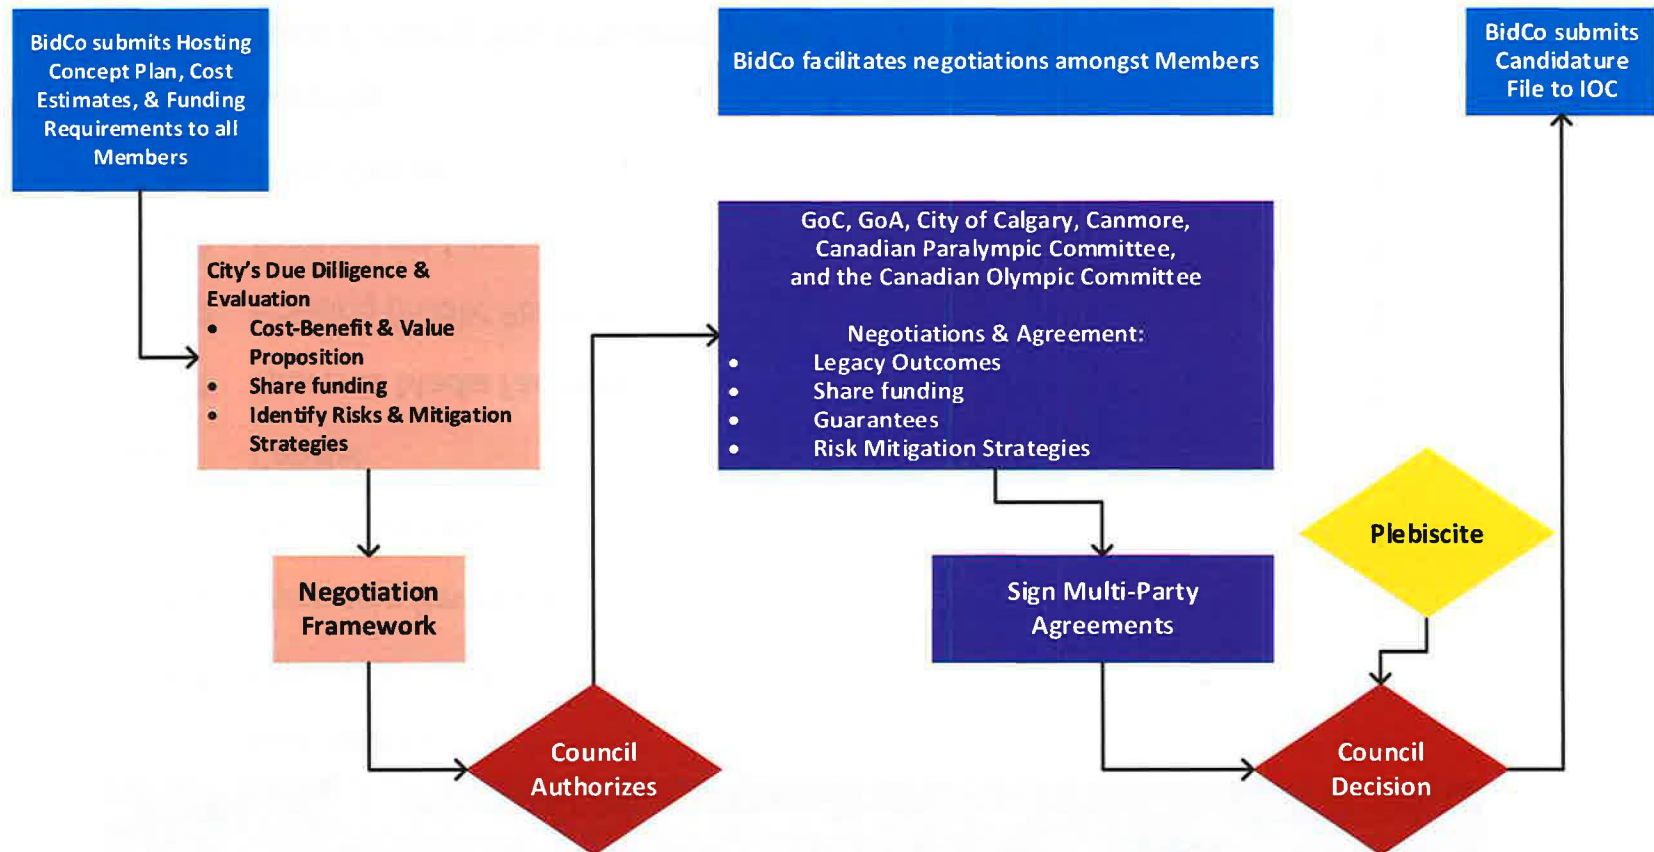 BidCo submits Hosting
Concept Plan, Cost
Estimates, & Funding
Requirements to all
Members
BidCo facilitates negotiations amongst Members
BidCo submits
Candidature
File to IOC
City's Due Dilligence &
Evaluation
• Cost-Benefit & Value
Proposition
• Share funding
• Identify Risks & Mitigation
Strategies
GoC, GoA, City of Calgary, Canmore,
Canadian Paralympic Committee,
and the Canadian Olympic Committee
Negotiations & Agreement:
• Legacy Outcomes
• Share funding
• Guarantees
• Risk Mitigation Strategies
Plebiscite
Negotiation
Framework
Sign Multi-Party
Agreements
Council
Authorizes
Council
Decision